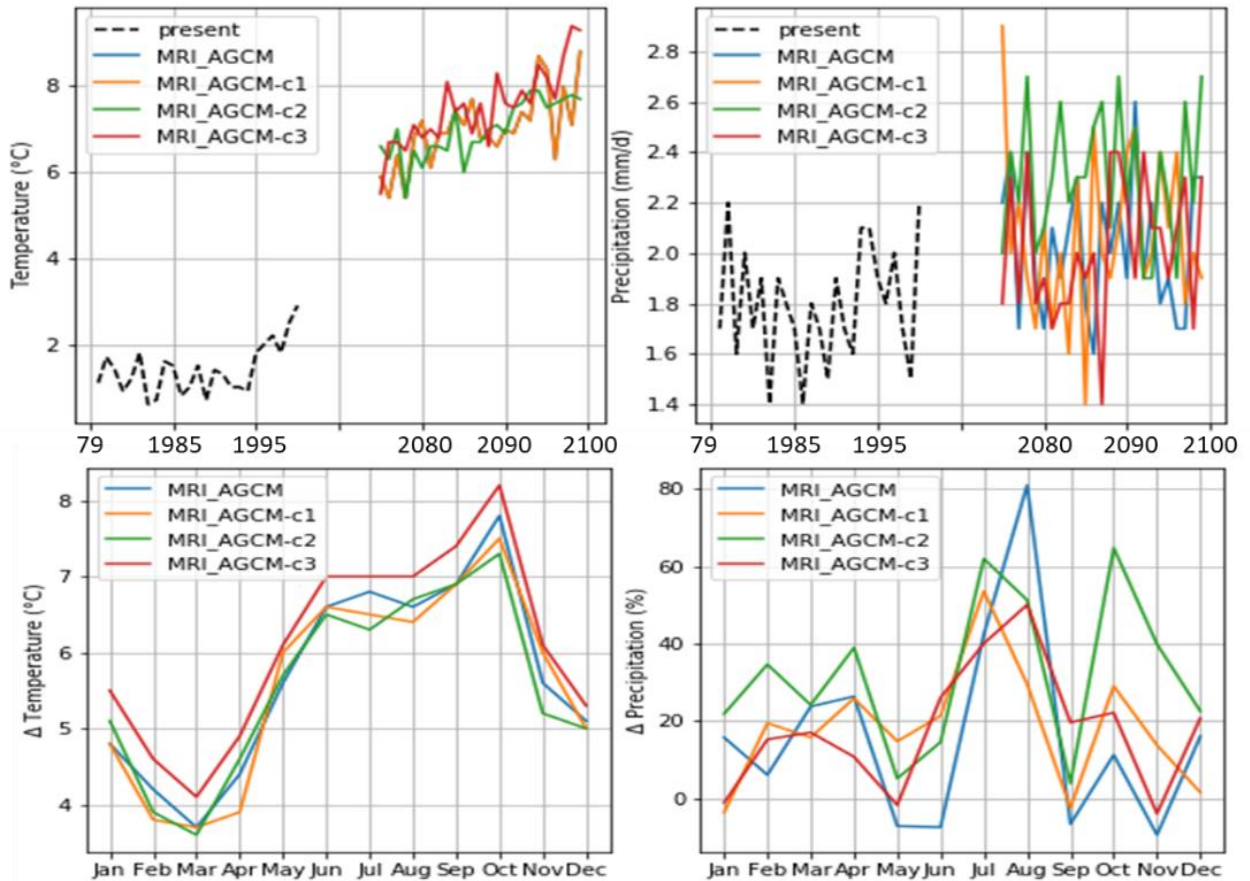 present
MRI_AGCM
MRI_AGCM-c1
MRI_AGCM-c2
MRI_AGCM-c3
Temperature (°C)
8
6
4
2
79 1985 1995 2080 2090 2100
present
MRI_AGCM
MRI_AGCM-c1
MRI_AGCM-c2
MRI_AGCM-c3
Precipitation (mm/d)
2.8
2.6
2.4
2.2
2.0
1.8
1.6
1.4
79 1985 1995 2080 2090 2100
MRI_AGCM
MRI_AGCM-c1
MRI_AGCM-c2
MRI_AGCM-c3
Δ Temperature (°C)
8
7
6
5
4
Jan Feb Mar Apr May Jun Jul Aug Sep Oct Nov Dec
MRI_AGCM
MRI_AGCM-c1
MRI_AGCM-c2
MRI_AGCM-c3
Δ Precipitation (%)
80
60
40
20
0
Jan Feb Mar Apr May Jun Jul Aug Sep Oct Nov Dec